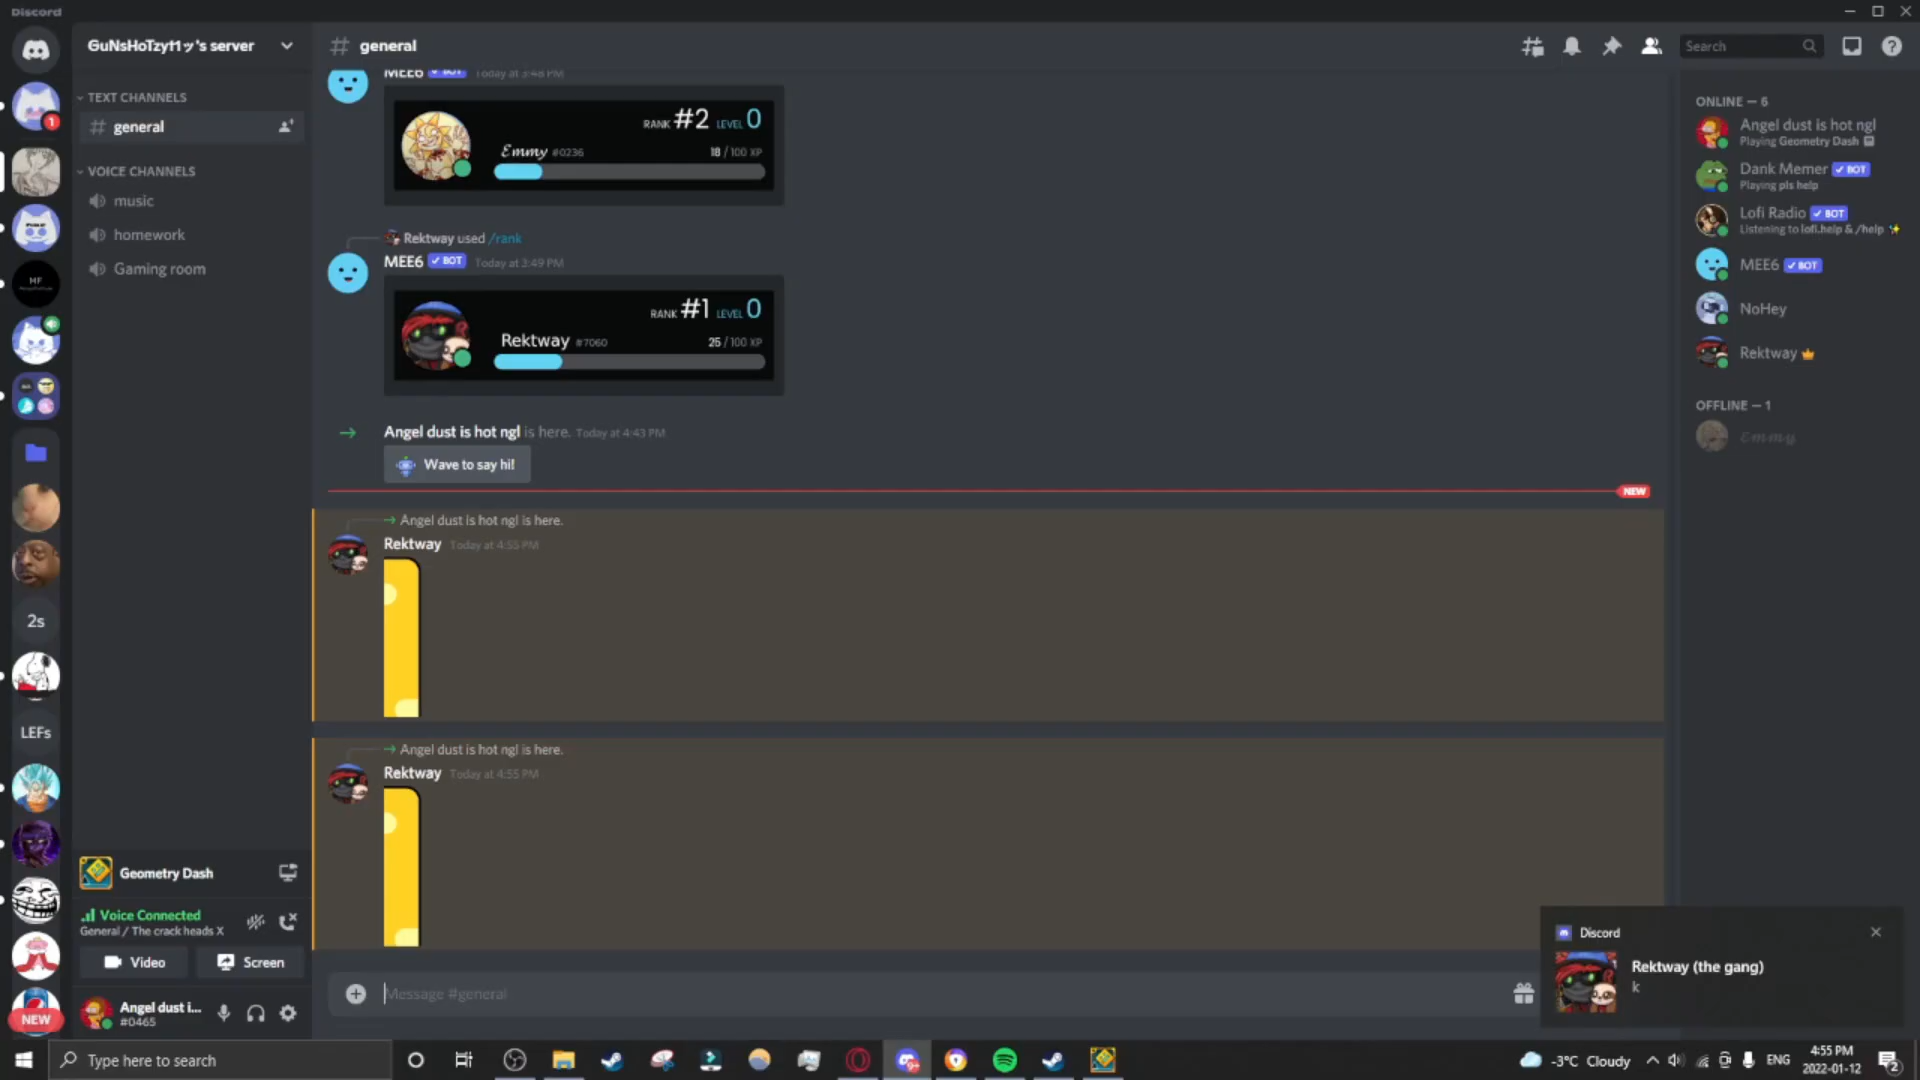 Discord
GuNsHoTzy11ッ's server
general
Search
TEXT CHANNELS
general
VOICE CHANNELS
music
homework
Gaming room
MEE6 BOT Today at 3:48 PM
RANK #2 LEVEL 0
Emmy #0236 18 / 100 XP
Rektway used /rank
MEE6 BOT Today at 3:49 PM
RANK #1 LEVEL 0
Rektway #7060 25 / 100 XP
Angel dust is hot ngl is here. Today at 4:43 PM
Wave to say hi!
NEW
Angel dust is hot ngl is here.
Rektway Today at 4:55 PM
Angel dust is hot ngl is here.
Rektway Today at 4:55 PM
Message #general
ONLINE — 6
Angel dust is hot ngl
Playing Geometry Dash
Dank Memer BOT
Playing pls help
Lofi Radio BOT
Listening to lofi.help & /help
MEE6 BOT
NoHey
Rektway
OFFLINE — 1
Emmy
1
MF
2s
LEFs
NEW
Geometry Dash
Voice Connected
General / The crack heads X
Video
Screen
Angel dust i...
#0465
Discord
Rektway (the gang)
k
Type here to search
-3°C Cloudy
ENG
4:55 PM
2022-01-12
2